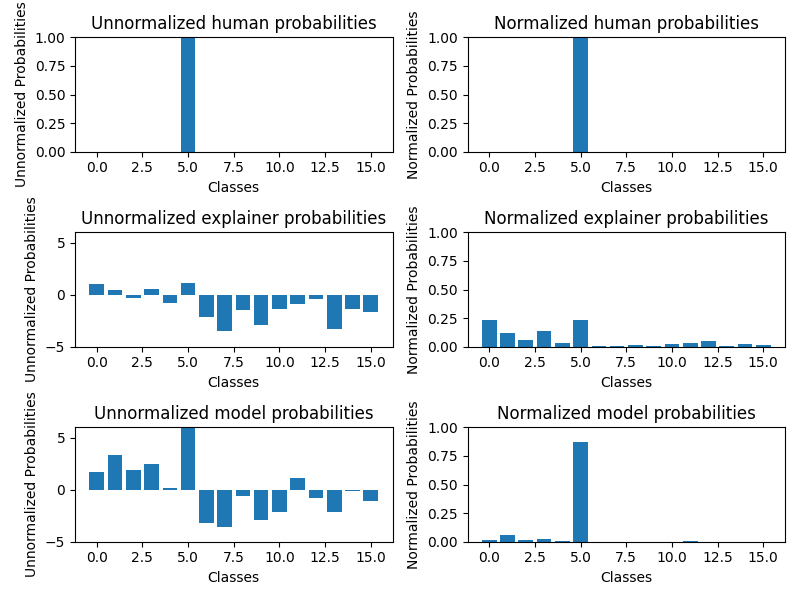 Unnormalized human probabilities
Unnormalized Probabilities
1.00
0.75
0.50
0.25
0.00
0.0 2.5 5.0 7.5 10.0 12.5 15.0
Classes
Normalized human probabilities
Normalized Probabilities
1.00
0.75
0.50
0.25
0.00
0.0 2.5 5.0 7.5 10.0 12.5 15.0
Classes
Unnormalized explainer probabilities
Unnormalized Probabilities
5
0
−5
0.0 2.5 5.0 7.5 10.0 12.5 15.0
Classes
Normalized explainer probabilities
Normalized Probabilities
1.00
0.75
0.50
0.25
0.00
0.0 2.5 5.0 7.5 10.0 12.5 15.0
Classes
Unnormalized model probabilities
Unnormalized Probabilities
5
0
−5
0.0 2.5 5.0 7.5 10.0 12.5 15.0
Classes
Normalized model probabilities
Normalized Probabilities
1.00
0.75
0.50
0.25
0.00
0.0 2.5 5.0 7.5 10.0 12.5 15.0
Classes